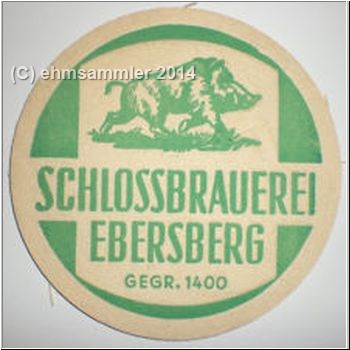 (C) ehmsammler 2014
SCHLOSSBRAUEREI
EBERSBERG
GEGR. 1400